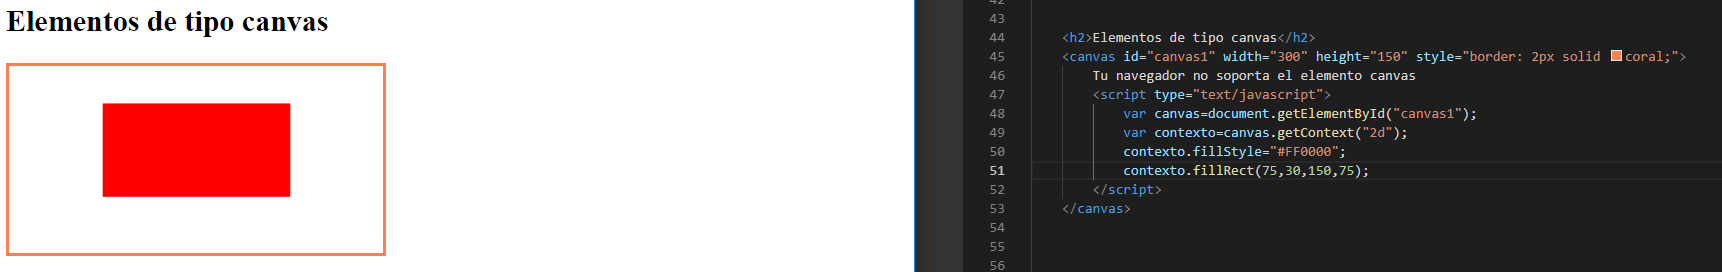 Elementos de tipo canvas
42
43
44 <h2>Elementos de tipo canvas</h2>
45 <canvas id="canvas1" width="300" height="150" style="border: 2px solid coral;">
46 Tu navegador no soporta el elemento canvas
47 <script type="text/javascript">
48 var canvas=document.getElementById("canvas1");
49 var contexto=canvas.getContext("2d");
50 contexto.fillStyle="#FF0000";
51 contexto.fillRect(75,30,150,75);
52 </script>
53 </canvas>
54
55
56